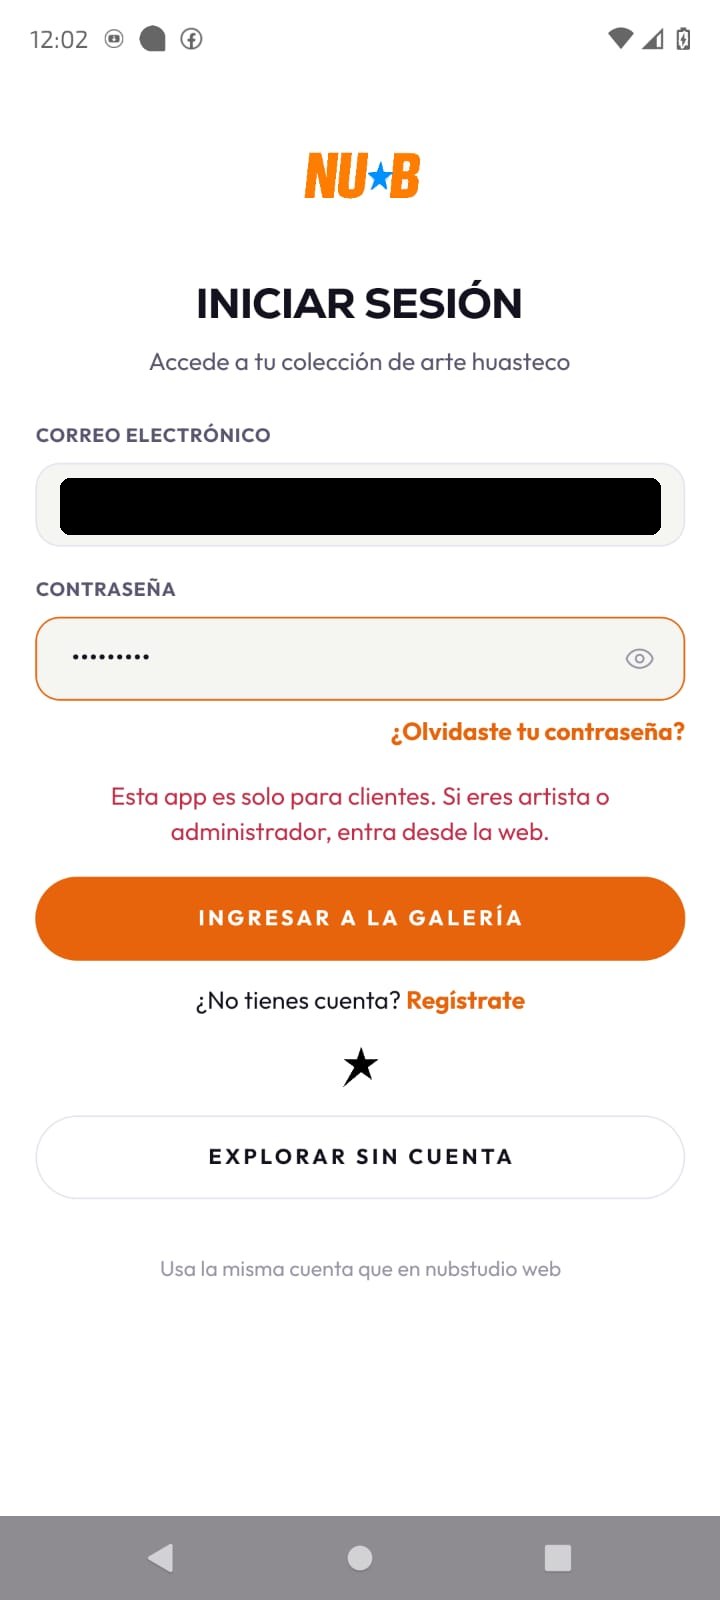 12:02
NU★B
INICIAR SESIÓN
Accede a tu colección de arte huasteco
CORREO ELECTRÓNICO
CONTRASEÑA
•••••••••
¿Olvidaste tu contraseña?
Esta app es solo para clientes. Si eres artista o
administrador, entra desde la web.
INGRESAR A LA GALERÍA
¿No tienes cuenta? Regístrate
EXPLORAR SIN CUENTA
Usa la misma cuenta que en nubstudio web